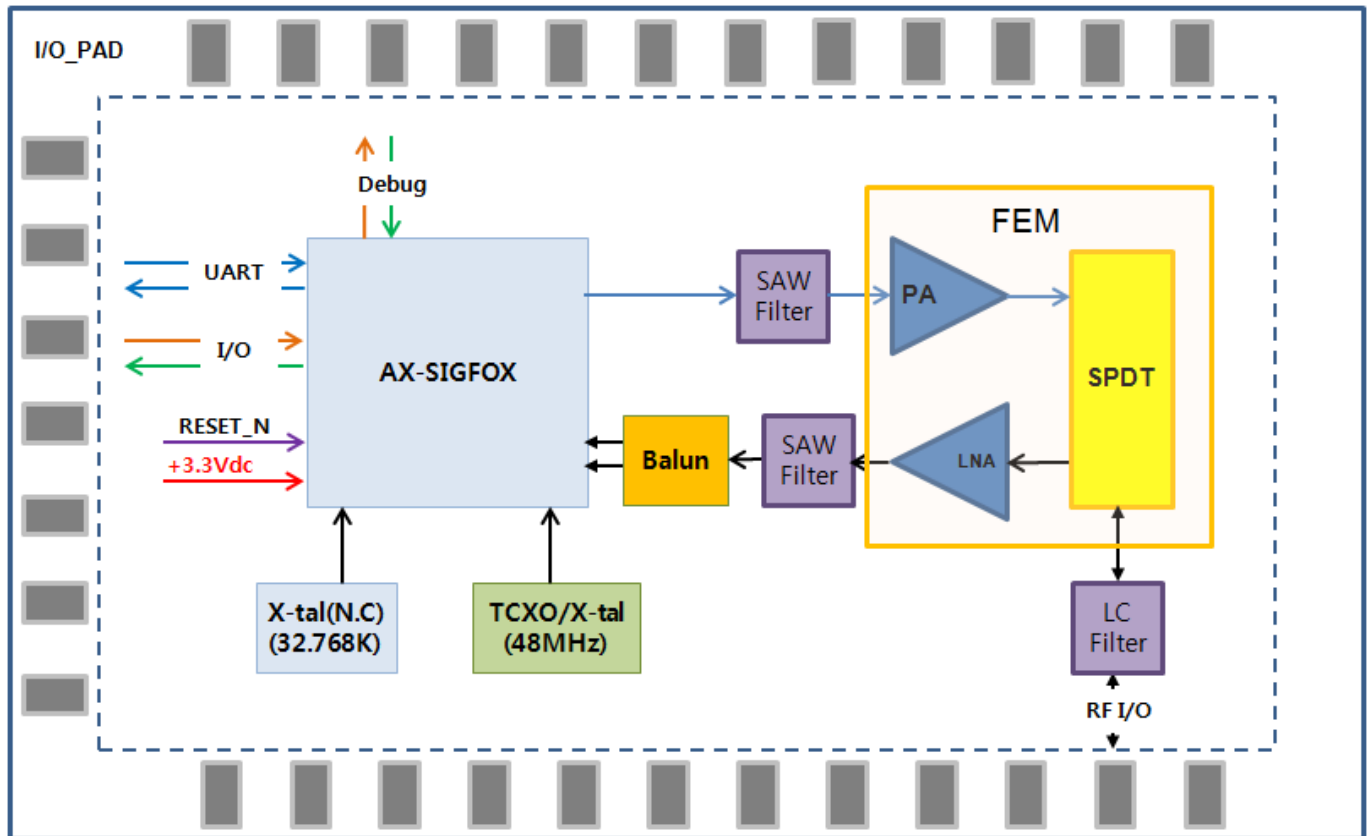 I/O_PAD
Debug
FEM
UART
SAW
Filter
PA
I/O
AX-SIGFOX
SPDT
RESET_N
+3.3Vdc
Balun
SAW
Filter
LNA
X-tal(N.C)
(32.768K)
TCXO/X-tal
(48MHz)
LC
Filter
RF I/O